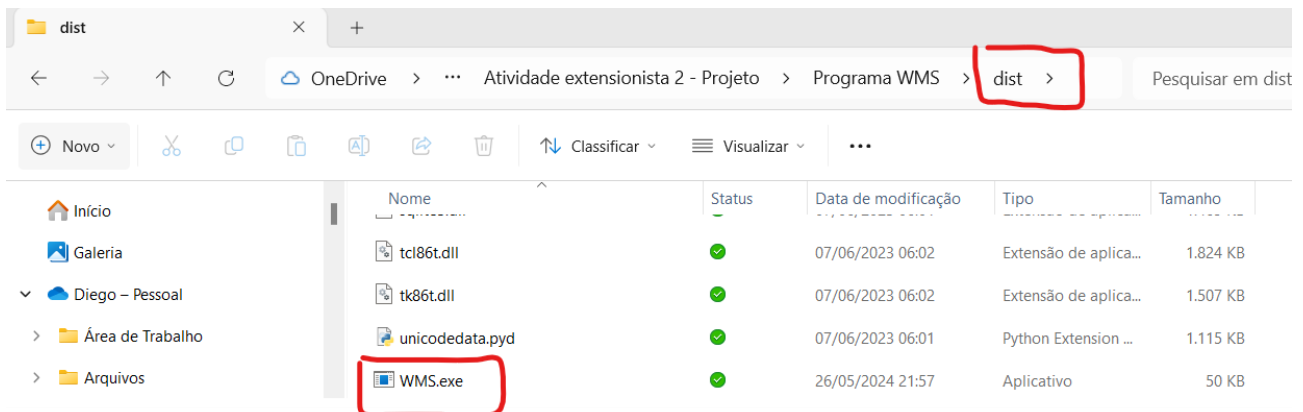 dist
OneDrive > ... Atividade extensionista 2 - Projeto > Programa WMS > dist > Pesquisar em dist
Novo Classificar Visualizar ...
Nome Status Data de modificação Tipo Tamanho
Início
Galeria tcl86t.dll 07/06/2023 06:02 Extensão de aplica... 1.824 KB
Diego – Pessoal tk86t.dll 07/06/2023 06:02 Extensão de aplica... 1.507 KB
Área de Trabalho unicodedata.pyd 07/06/2023 06:01 Python Extension ... 1.115 KB
Arquivos WMS.exe 26/05/2024 21:57 Aplicativo 50 KB